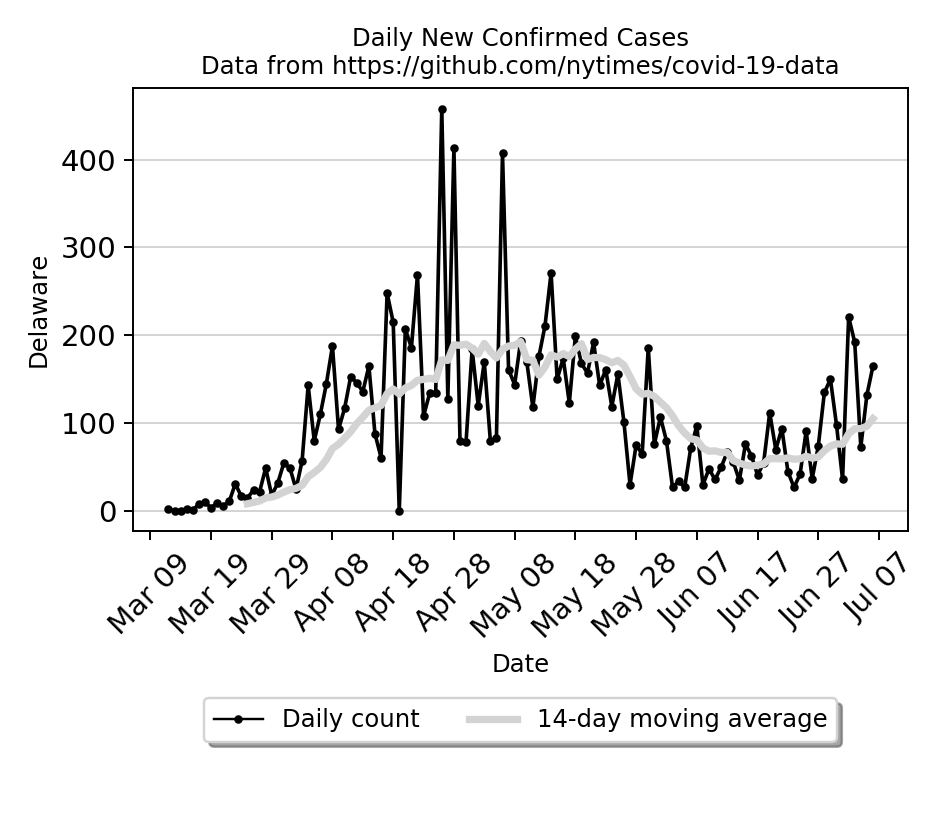 Daily New Confirmed Cases
Data from https://github.com/nytimes/covid-19-data
400
300
200
100
0
Delaware
Mar 09
Mar 19
Mar 29
Apr 08
Apr 18
Apr 28
May 08
May 18
May 28
Jun 07
Jun 17
Jun 27
Jul 07
Date
Daily count
14-day moving average